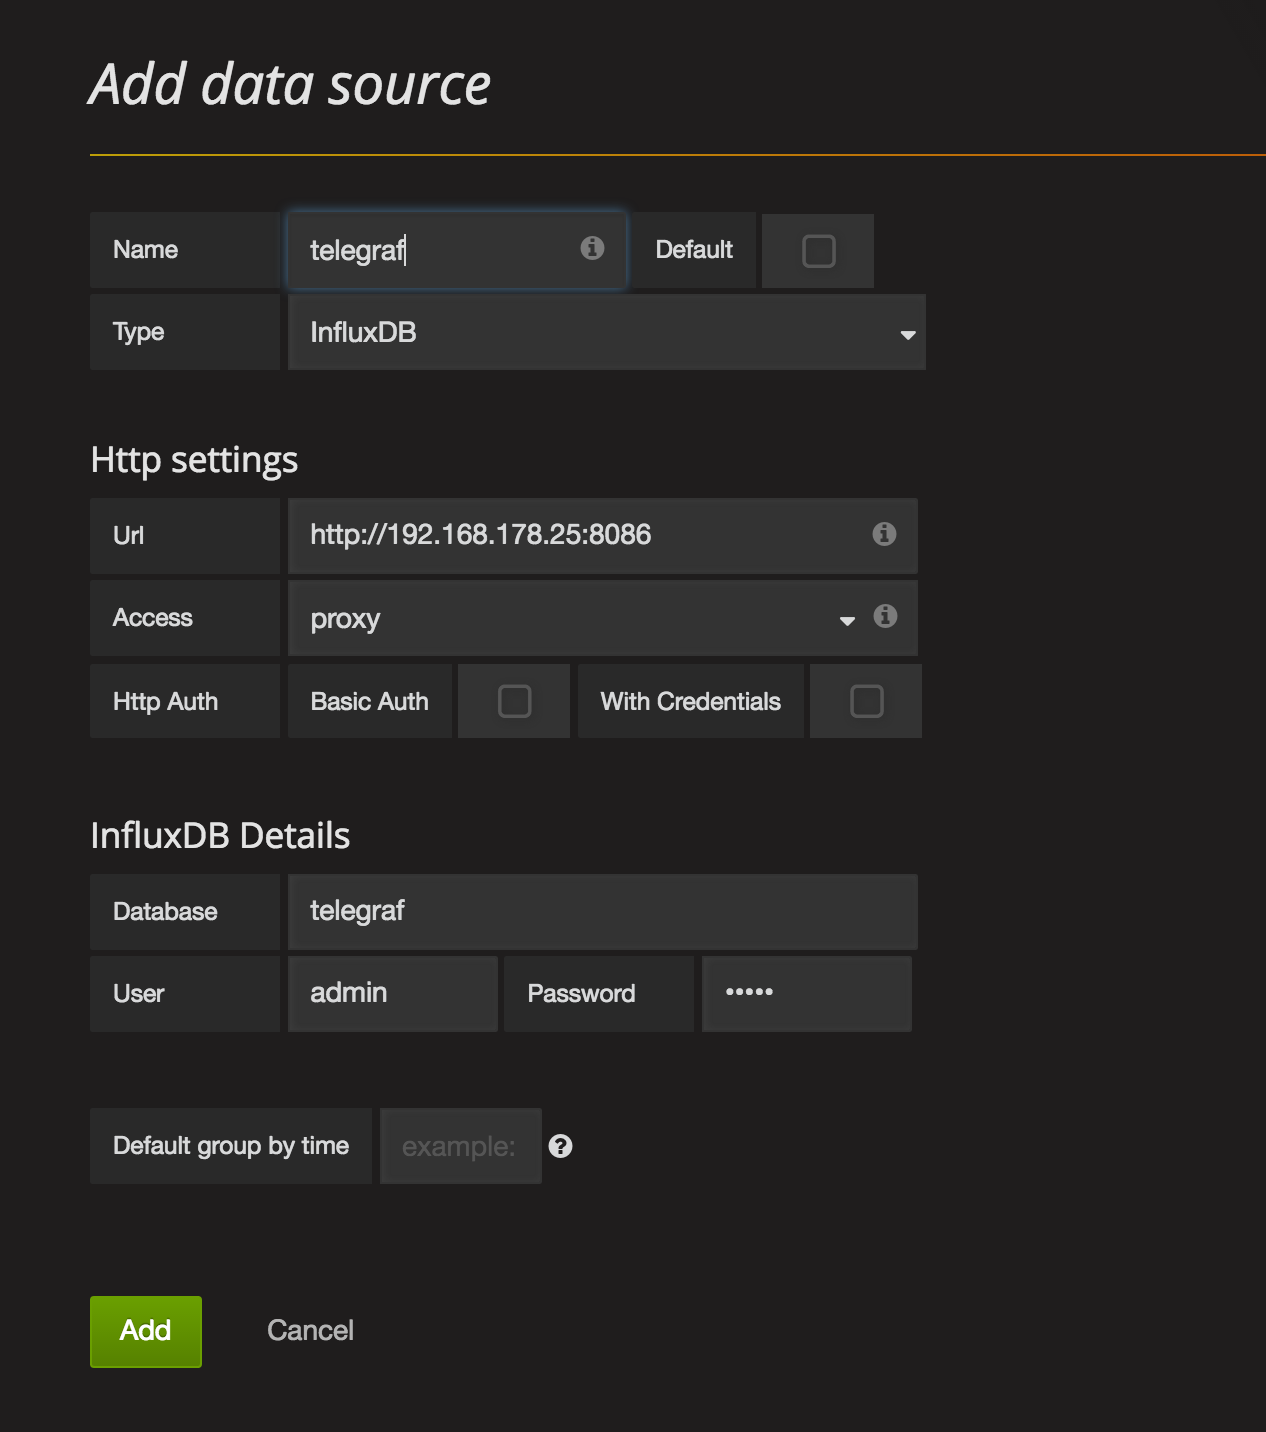 Add data source
Name telegraf Default
Type InfluxDB
Http settings
Url http://192.168.178.25:8086
Access proxy
Http Auth Basic Auth With Credentials
InfluxDB Details
Database telegraf
User admin Password •••••
Default group by time example:
Add Cancel